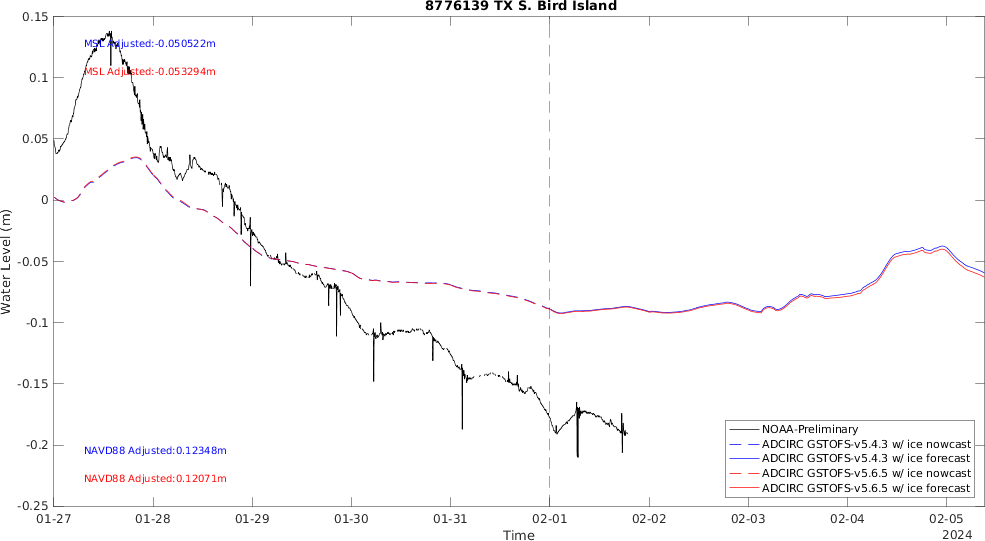 8776139 TX S. Bird Island
0.15
0.1
0.05
0
-0.05
-0.1
-0.15
-0.2
-0.25
Water Level (m)
MSL Adjusted:-0.050522m
MSL Adjusted:-0.053294m
NAVD88 Adjusted:0.12348m
NAVD88 Adjusted:0.12071m
NOAA-Preliminary
ADCIRC GSTOFS-v5.4.3 w/ ice nowcast
ADCIRC GSTOFS-v5.4.3 w/ ice forecast
ADCIRC GSTOFS-v5.6.5 w/ ice nowcast
ADCIRC GSTOFS-v5.6.5 w/ ice forecast
01-27 01-28 01-29 01-30 01-31 02-01 02-02 02-03 02-04 02-05
Time
2024